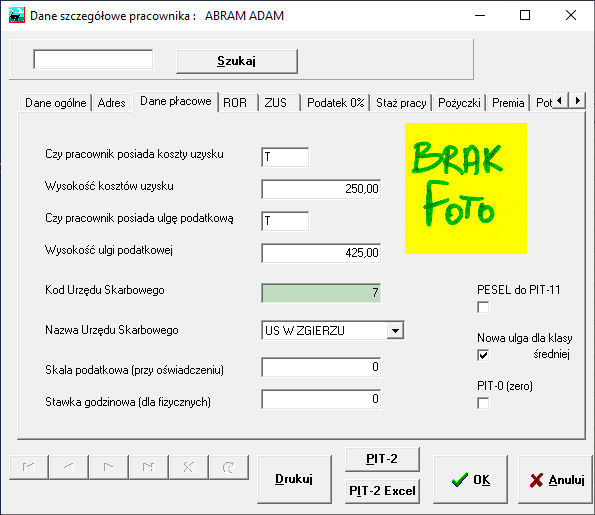 Dane szczegółowe pracownika : ABRAM ADAM
Szukaj
Dane ogólne Adres Dane płacowe ROR ZUS Podatek 0% Staż pracy Pożyczki Premia Pot
Czy pracownik posiada koszty uzysku T
Wysokość kosztów uzysku 250,00
Czy pracownik posiada ulgę podatkową T
Wysokość ulgi podatkowej 425,00
BRAK
FOTO
Kod Urzędu Skarbowego 7
PESEL do PIT-11
Nazwa Urzędu Skarbowego US W ZGIERZU
Nowa ulga dla klasy
średniej
Skala podatkowa (przy oświadczeniu) 0
PIT-0 (zero)
Stawka godzinowa (dla fizycznych) 0
Drukuj
PIT-2
PIT-2 Excel
OK
Anuluj